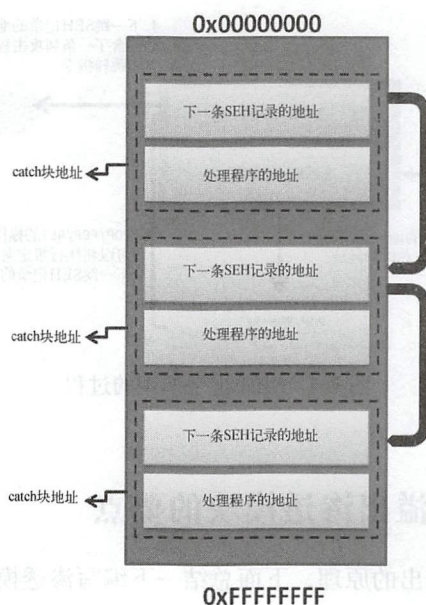 0x00000000
下一条SEH记录的地址
catch块地址
处理程序的地址
下一条SEH记录的地址
catch块地址
处理程序的地址
下一条SEH记录的地址
catch块地址
处理程序的地址
0xFFFFFFFF